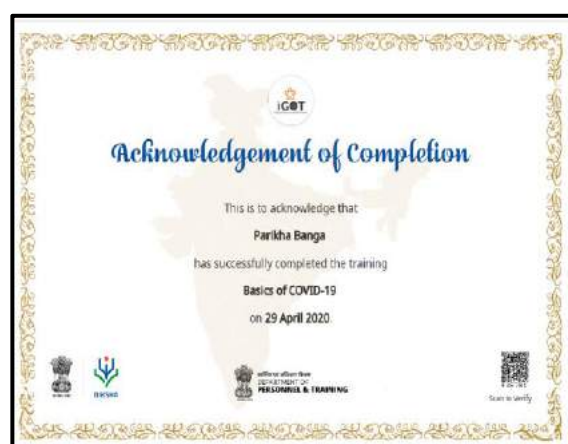 iGOT
Acknowledgement of Completion
This is to acknowledge that
Parikha Banga
has successfully completed the training
Basics of COVID-19
on 29 April 2020
DIKSHA
DEPARTMENT OF
PERSONNEL & TRAINING
Scan to Verify